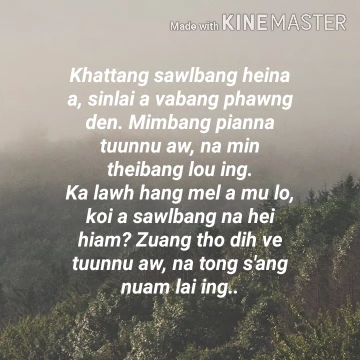 Made with KINEMASTER
Khattang sawlbang heina
a, sinlai a vabang phawng
den. Mimbang pianna
tuunnu aw, na min
theibang lou ing.
Ka lawh hang mel a mu lo,
koi a sawlbang na hei
hiam? Zuang tho dih ve
tuunnu aw, na tong s'ang
nuam lai ing..